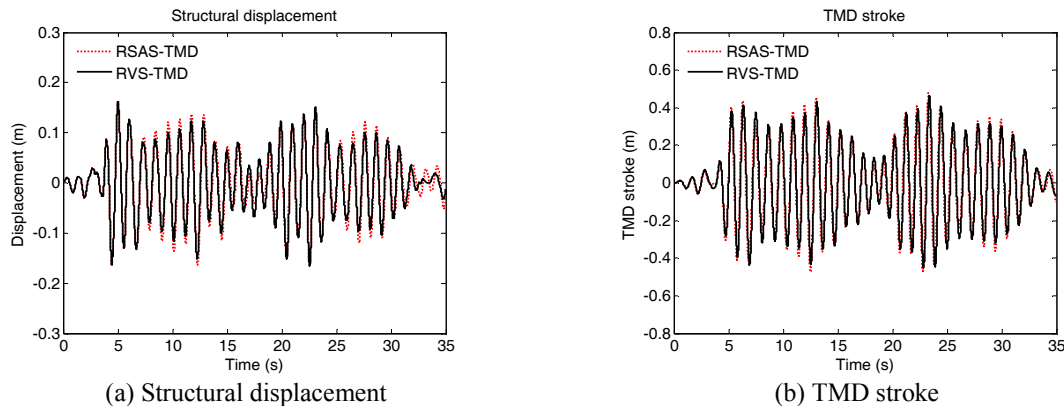 Structural displacement
0.3
0.2
0.1
0
-0.1
-0.2
-0.3
Displacement (m)
RSAS-TMD
RVS-TMD
0 5 10 15 20 25 30 35
Time (s)
(a) Structural displacement
TMD stroke
0.8
0.6
0.4
0.2
0
-0.2
-0.4
-0.6
-0.8
TMD stroke (m)
RSAS-TMD
RVS-TMD
0 5 10 15 20 25 30 35
Time (s)
(b) TMD stroke